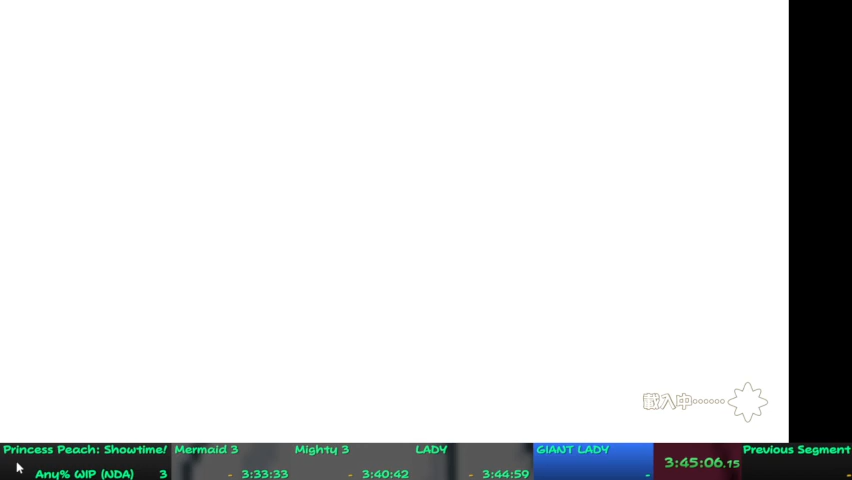 載入中……
Princess Peach: Showtime! Mermaid 3 Mighty 3 LADY GIANT LADY 3:45:06.15 Previous Segment
Any% WIP (NDA) 3 - 3:33:33 - 3:40:42 - 3:44:59 - -